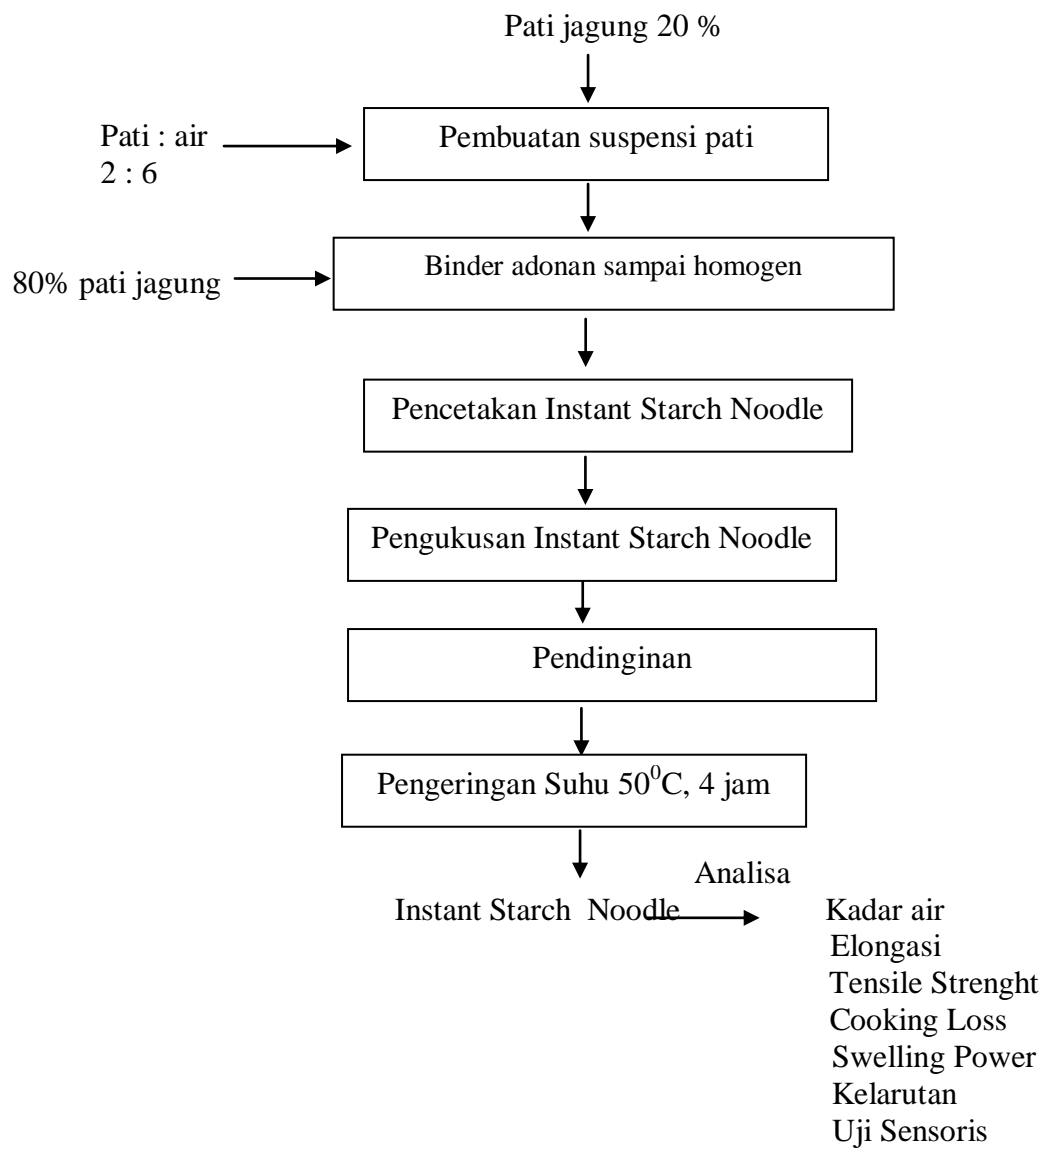 Pati jagung 20 %
Pati : air
2 : 6
Pembuatan suspensi pati
80% pati jagung
Binder adonan sampai homogen
Pencetakan Instant Starch Noodle
Pengukusan Instant Starch Noodle
Pendinginan
Pengeringan Suhu 50⁰C, 4 jam
Analisa
Instant Starch Noodle
Kadar air
Elongasi
Tensile Strenght
Cooking Loss
Swelling Power
Kelarutan
Uji Sensoris